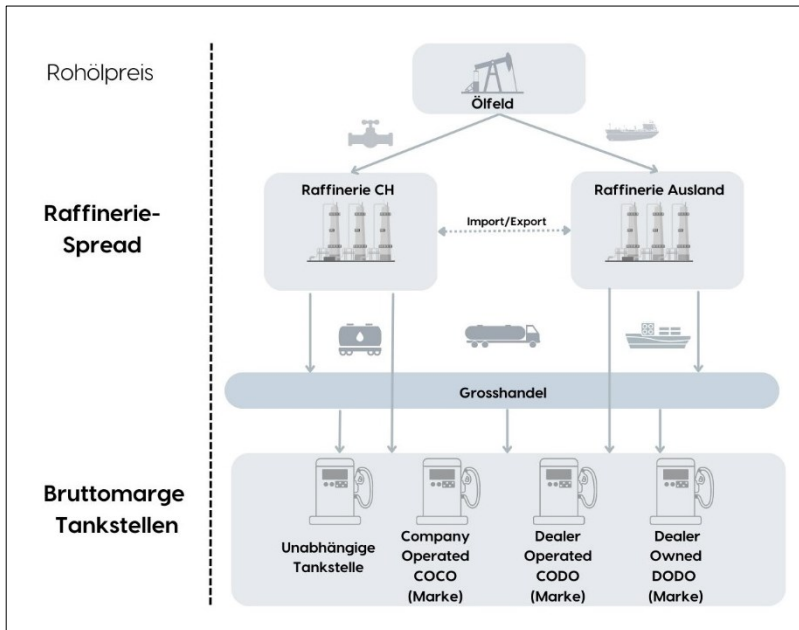 Rohölpreis
Ölfeld
Raffinerie-
Spread
Raffinerie CH
Import/Export
Raffinerie Ausland
Grosshandel
Bruttomarge
Tankstellen
Unabhängige
Tankstelle
Company
Operated
COCO
(Marke)
Dealer
Operated
CODO
(Marke)
Dealer
Owned
DODO
(Marke)